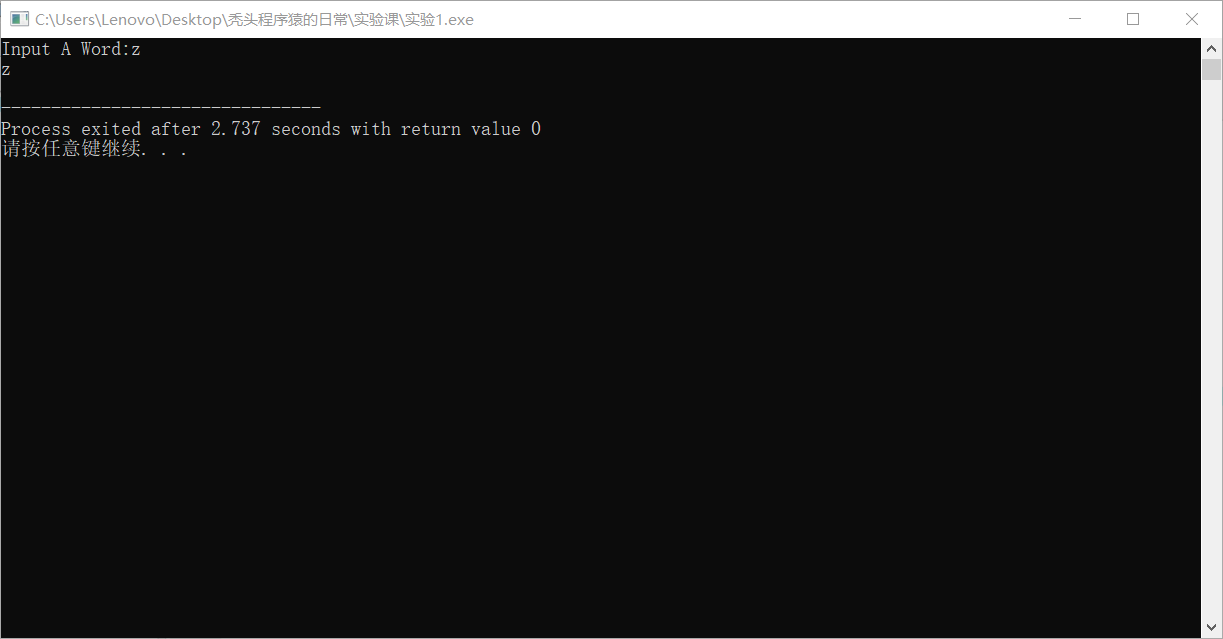 C:\Users\Lenovo\Desktop\秃头程序猿的日常\实验课\实验1.exe
Input A Word:z
z
--------------------------------
Process exited after 2.737 seconds with return value 0
请按任意键继续. . .